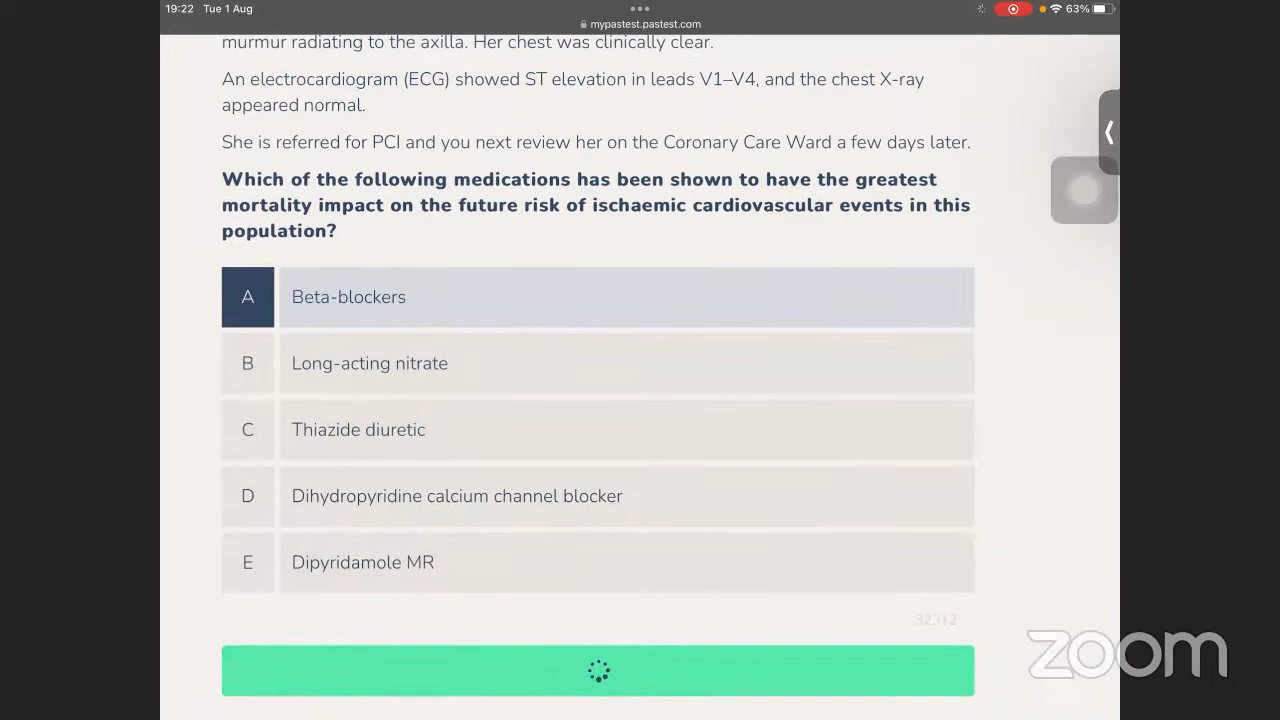 19:22 Tue 1 Aug
63%
mypastest.pastest.com
murmur radiating to the axilla. Her chest was clinically clear.
An electrocardiogram (ECG) showed ST elevation in leads V1–V4, and the chest X-ray
appeared normal.
She is referred for PCI and you next review her on the Coronary Care Ward a few days later.
Which of the following medications has been shown to have the greatest
mortality impact on the future risk of ischaemic cardiovascular events in this
population?
A Beta-blockers
B Long-acting nitrate
C Thiazide diuretic
D Dihydropyridine calcium channel blocker
E Dipyridamole MR
32312
zoom